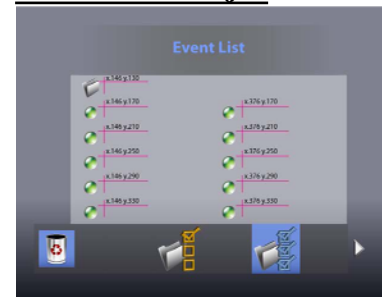 Event List
x.146 y.130
x.146 y.170 x.376 y.170
x.146 y.210 x.376 y.210
x.146 y.250 x.376 y.250
x.146 y.290 x.376 y.290
x.146 y.330 x.376 y.330